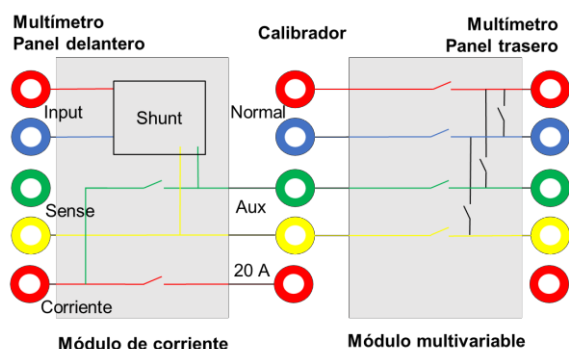 Multímetro
Panel delantero
Calibrador
Multímetro
Panel trasero
Input
Shunt
Normal
Sense
Aux
20 A
Corriente
Módulo de corriente
Módulo multivariable